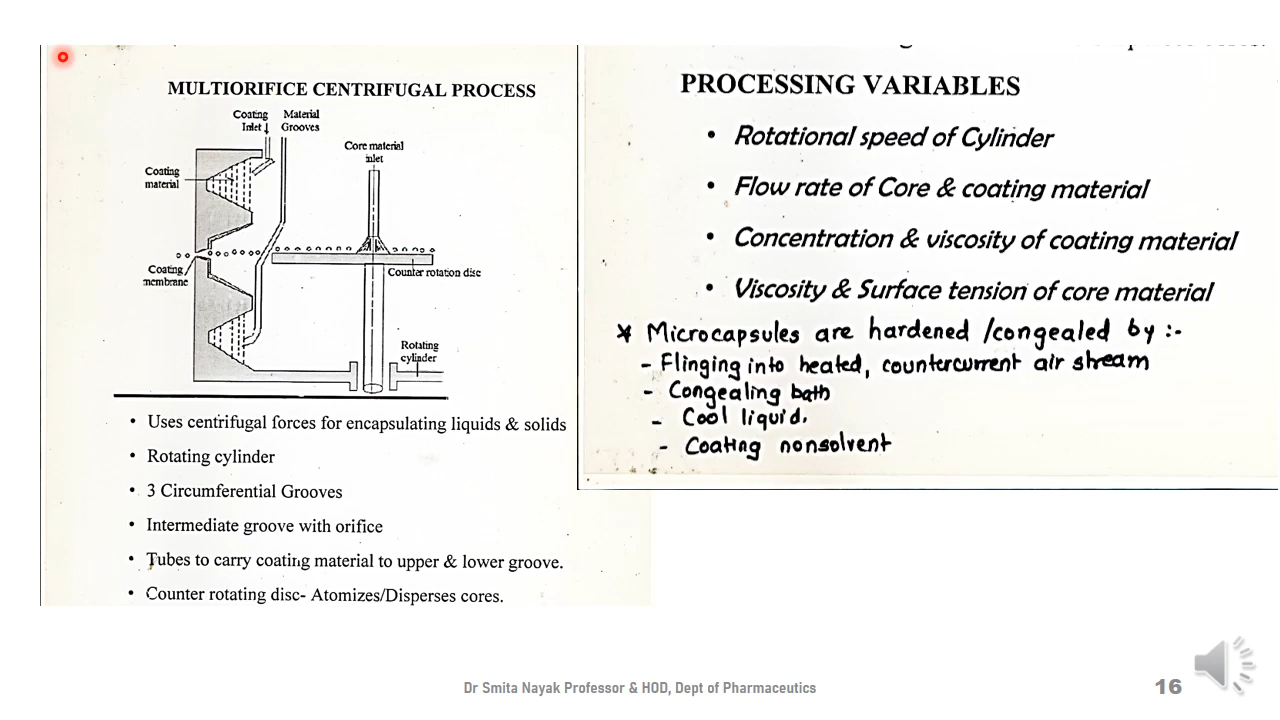 MULTIORIFICE CENTRIFUGAL PROCESS
Coating Material
Inlet Grooves
Core material
inlet
Coating
material
Coating
membrane
Counter rotation disc
Rotating
cylinder
• Uses centrifugal forces for encapsulating liquids & solids
• Rotating cylinder
• 3 Circumferential Grooves
• Intermediate groove with orifice
• Tubes to carry coating material to upper & lower groove.
• Counter rotating disc- Atomizes/Disperses cores.
PROCESSING VARIABLES
• Rotational speed of Cylinder
• Flow rate of Core & coating material
• Concentration & viscosity of coating material
• Viscosity & Surface tension of core material
* Microcapsules are hardened /congealed by :-
- Flinging into heated, countercurrent air stream
- Congealing bath
- Cool liquid.
- Coating nonsolvent
Dr Smita Nayak Professor & HOD, Dept of Pharmaceutics
16